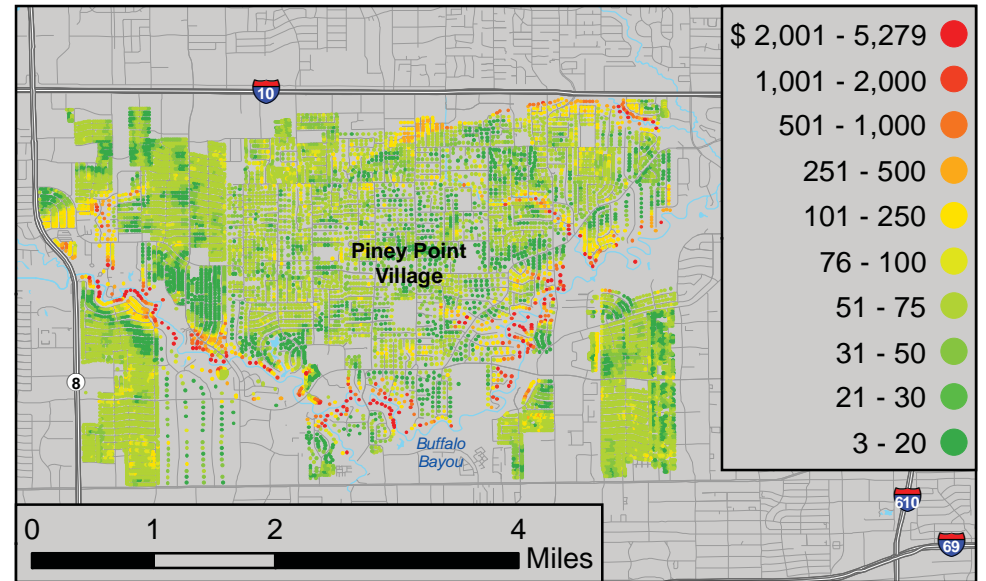 $ 2,001 - 5,279
1,001 - 2,000
501 - 1,000
251 - 500
101 - 250
76 - 100
51 - 75
31 - 50
21 - 30
3 - 20
10
Piney Point
Village
8
Buffalo
Bayou
610
69
0 1 2 4
Miles